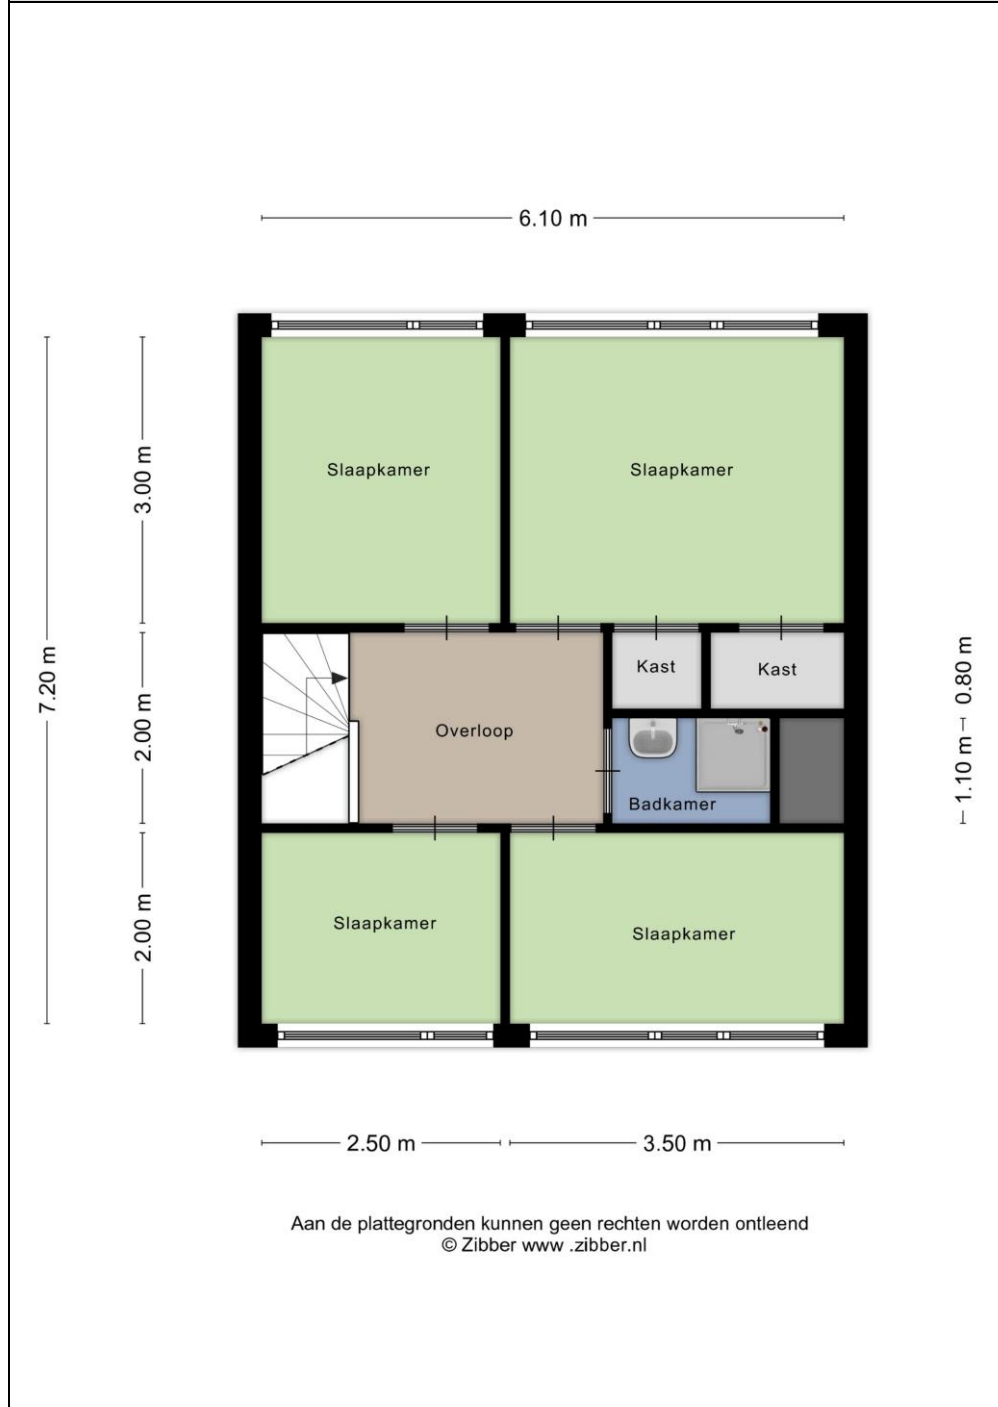 6.10 m
3.00 m
7.20 m
2.00 m
2.00 m
0.80 m
1.10 m
Slaapkamer
Slaapkamer
Kast
Kast
Overloop
Badkamer
Slaapkamer
Slaapkamer
2.50 m
3.50 m
Aan de plattegronden kunnen geen rechten worden ontleend
© Zibber www .zibber.nl